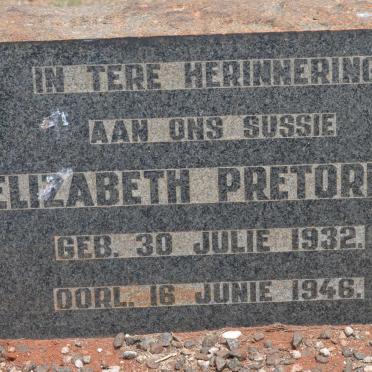 IN TERE HERINNERING
AAN ONS SUSSIE
ELIZABETH PRETORI
GEB. 30 JULIE 1932.
OORL. 16 JUNIE 1946.